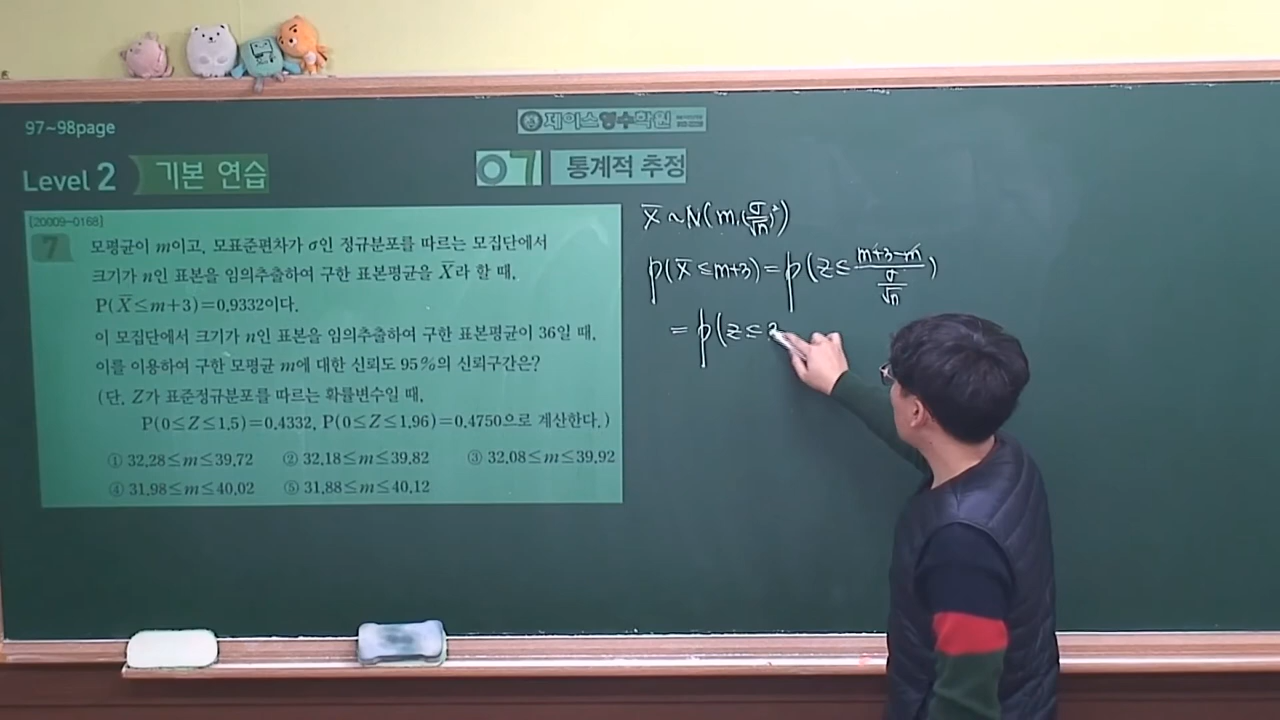 97~98page
제이스영수학원
Level 2 기본 연습
07 통계적 추정
[20009-0168]
7 모평균이 m이고, 모표준편차가 σ인 정규분포를 따르는 모집단에서
크기가 n인 표본을 임의추출하여 구한 표본평균을 X̅라 할 때,
P(X̅≤m+3)=0.9332이다.
이 모집단에서 크기가 n인 표본을 임의추출하여 구한 표본평균이 36일 때,
이를 이용하여 구한 모평균 m에 대한 신뢰도 95%의 신뢰구간은?
(단, Z가 표준정규분포를 따르는 확률변수일 때,
P(0≤Z≤1.5)=0.4332, P(0≤Z≤1.96)=0.4750으로 계산한다.)
① 32.28≤m≤39.72 ② 32.18≤m≤39.82 ③ 32.08≤m≤39.92
④ 31.98≤m≤40.02 ⑤ 31.88≤m≤40.12
X̅~N(m,(σ/√n)²)
P(X̅≤m+3)=P(Z≤(m+3-m)/(σ/√n))
=P(Z≤3